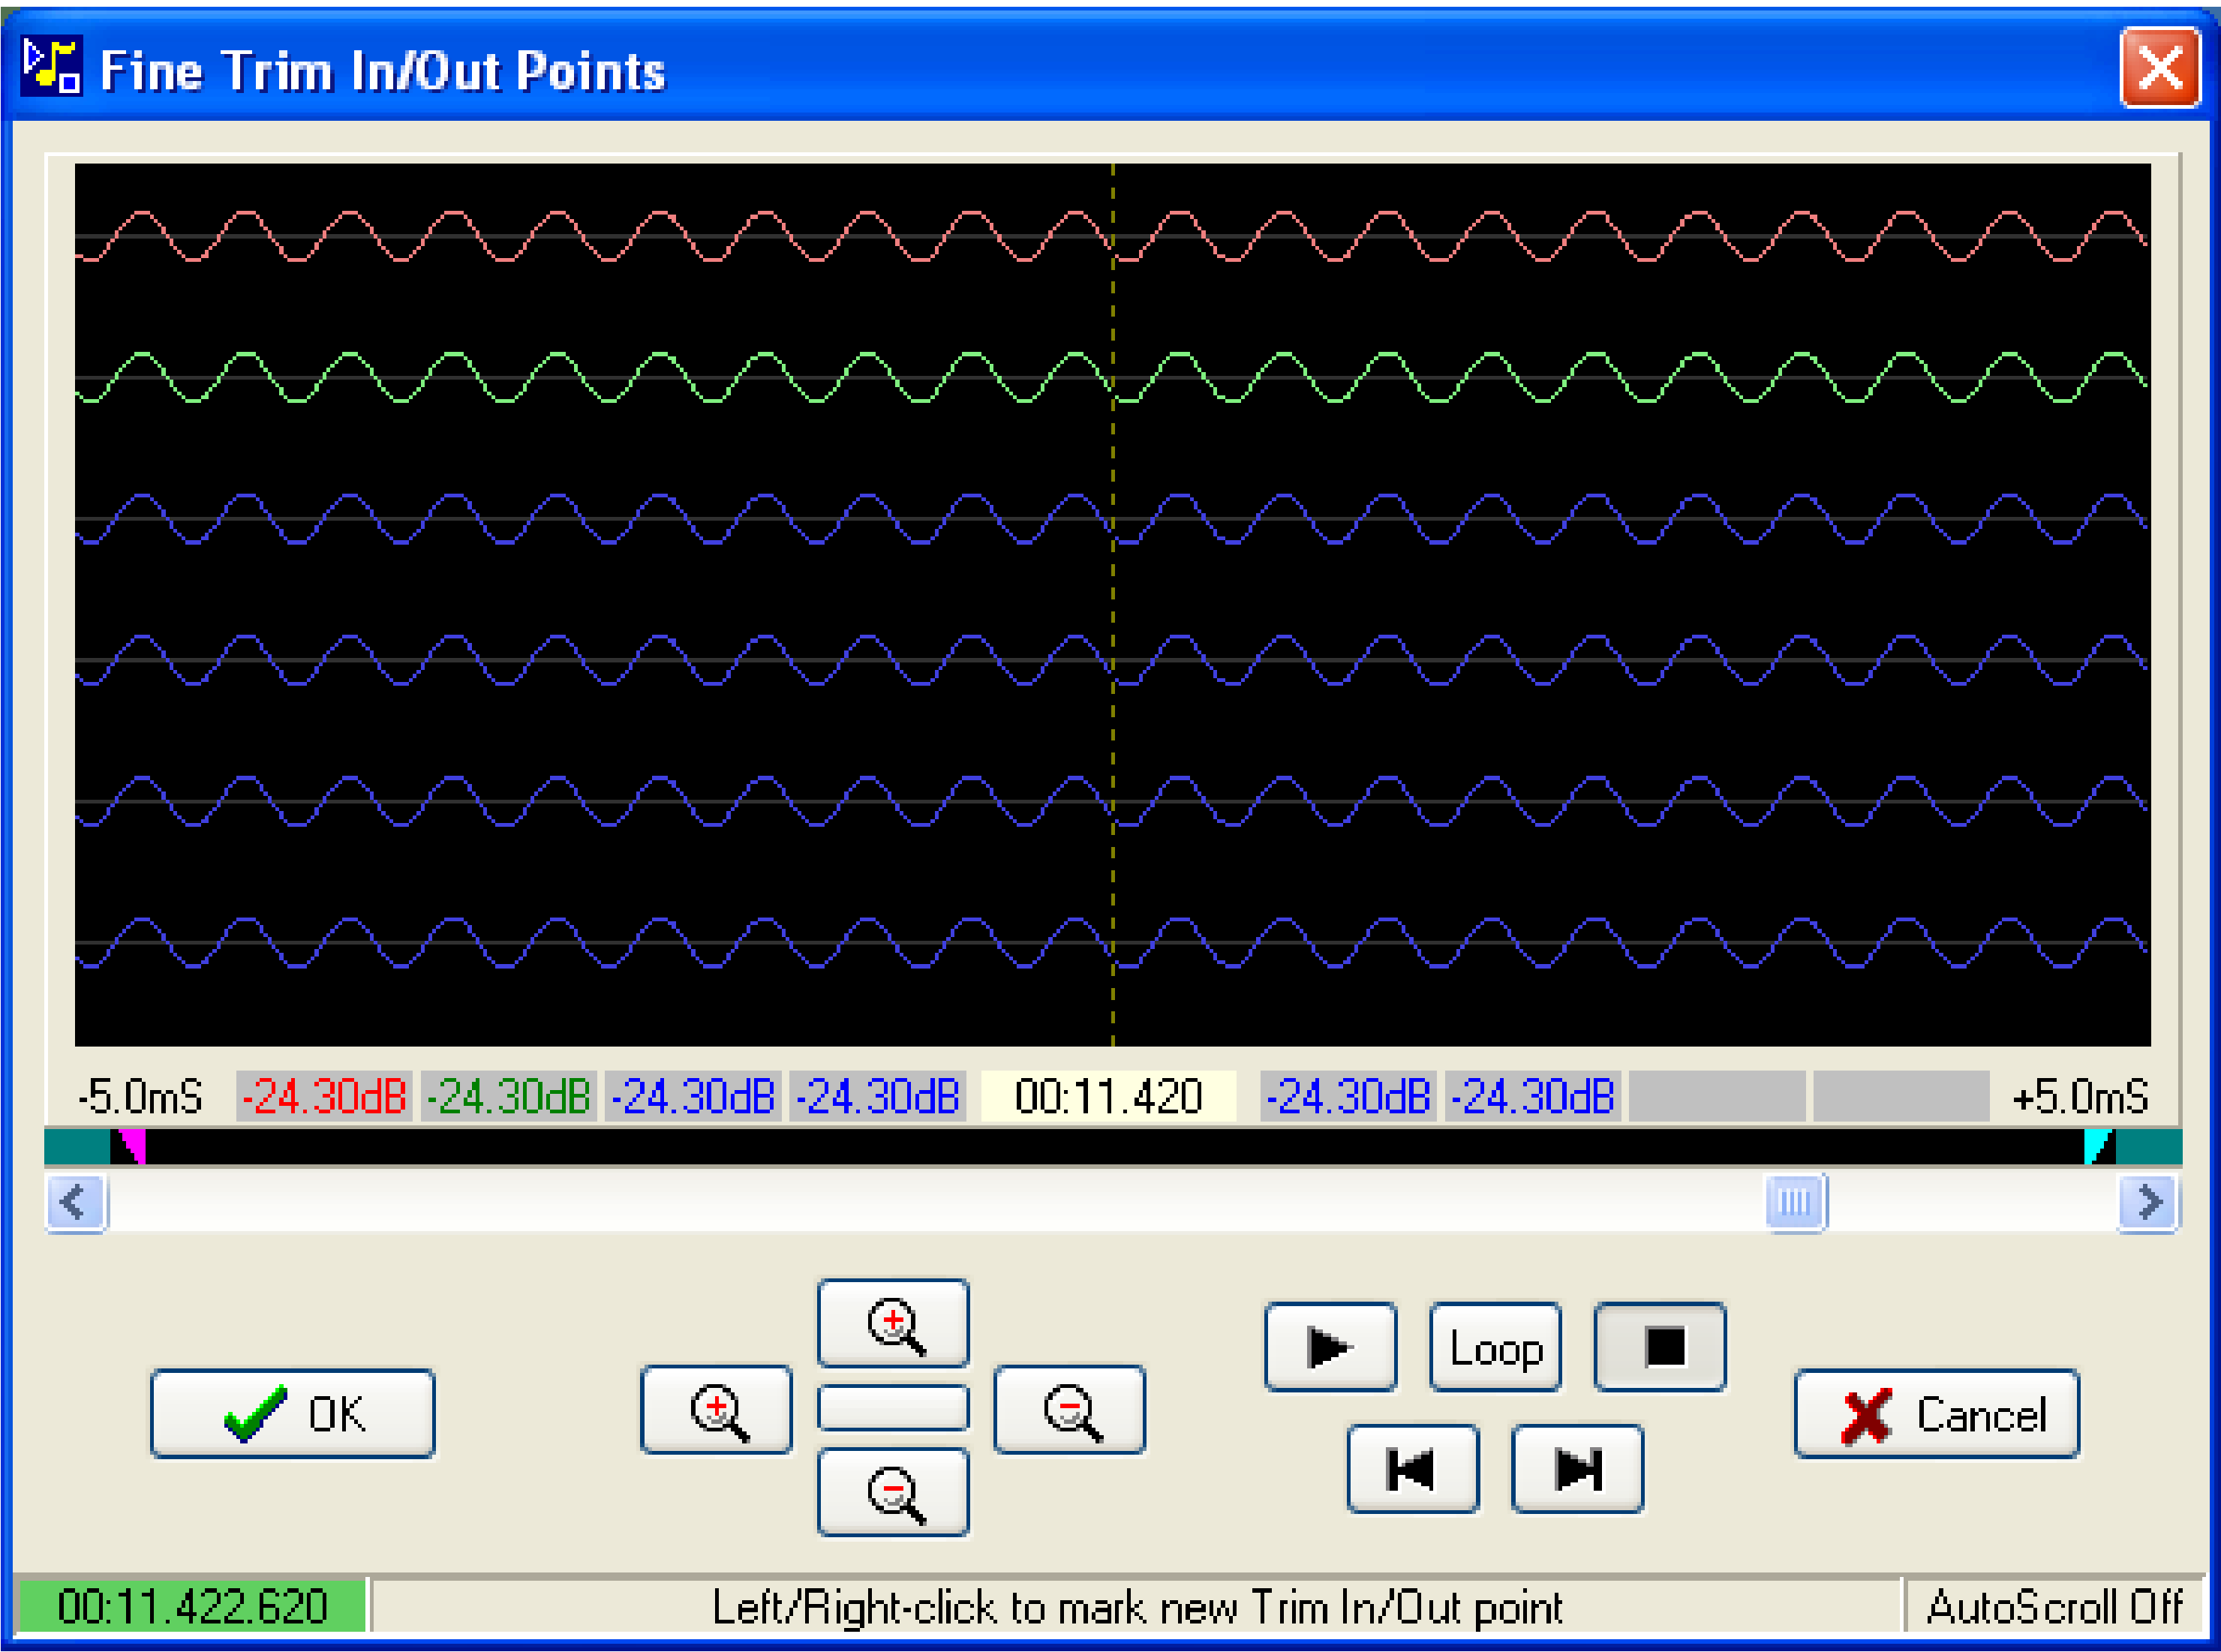 Fine Trim In/Out Points
-5.0mS -24.30dB -24.30dB -24.30dB -24.30dB 00:11.420 -24.30dB -24.30dB +5.0mS
Loop
OK
Cancel
00:11.422.620 Left/Right-click to mark new Trim In/Out point AutoScroll Off